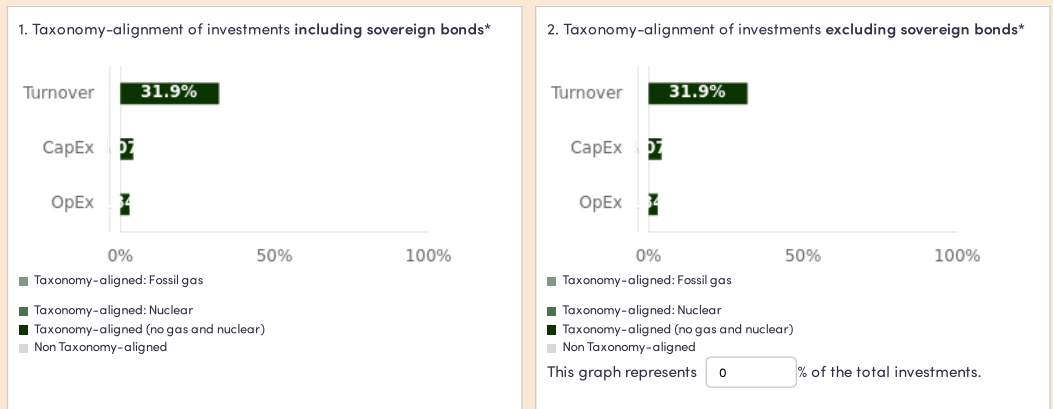 1. Taxonomy-alignment of investments including sovereign bonds*
Turnover
31.9%
CapEx
OpEx
0%
50%
100%
Taxonomy-aligned: Fossil gas
Taxonomy-aligned: Nuclear
Taxonomy-aligned (no gas and nuclear)
Non Taxonomy-aligned
2. Taxonomy-alignment of investments excluding sovereign bonds*
Turnover
31.9%
CapEx
OpEx
0%
50%
100%
Taxonomy-aligned: Fossil gas
Taxonomy-aligned: Nuclear
Taxonomy-aligned (no gas and nuclear)
Non Taxonomy-aligned
This graph represents 0 % of the total investments.